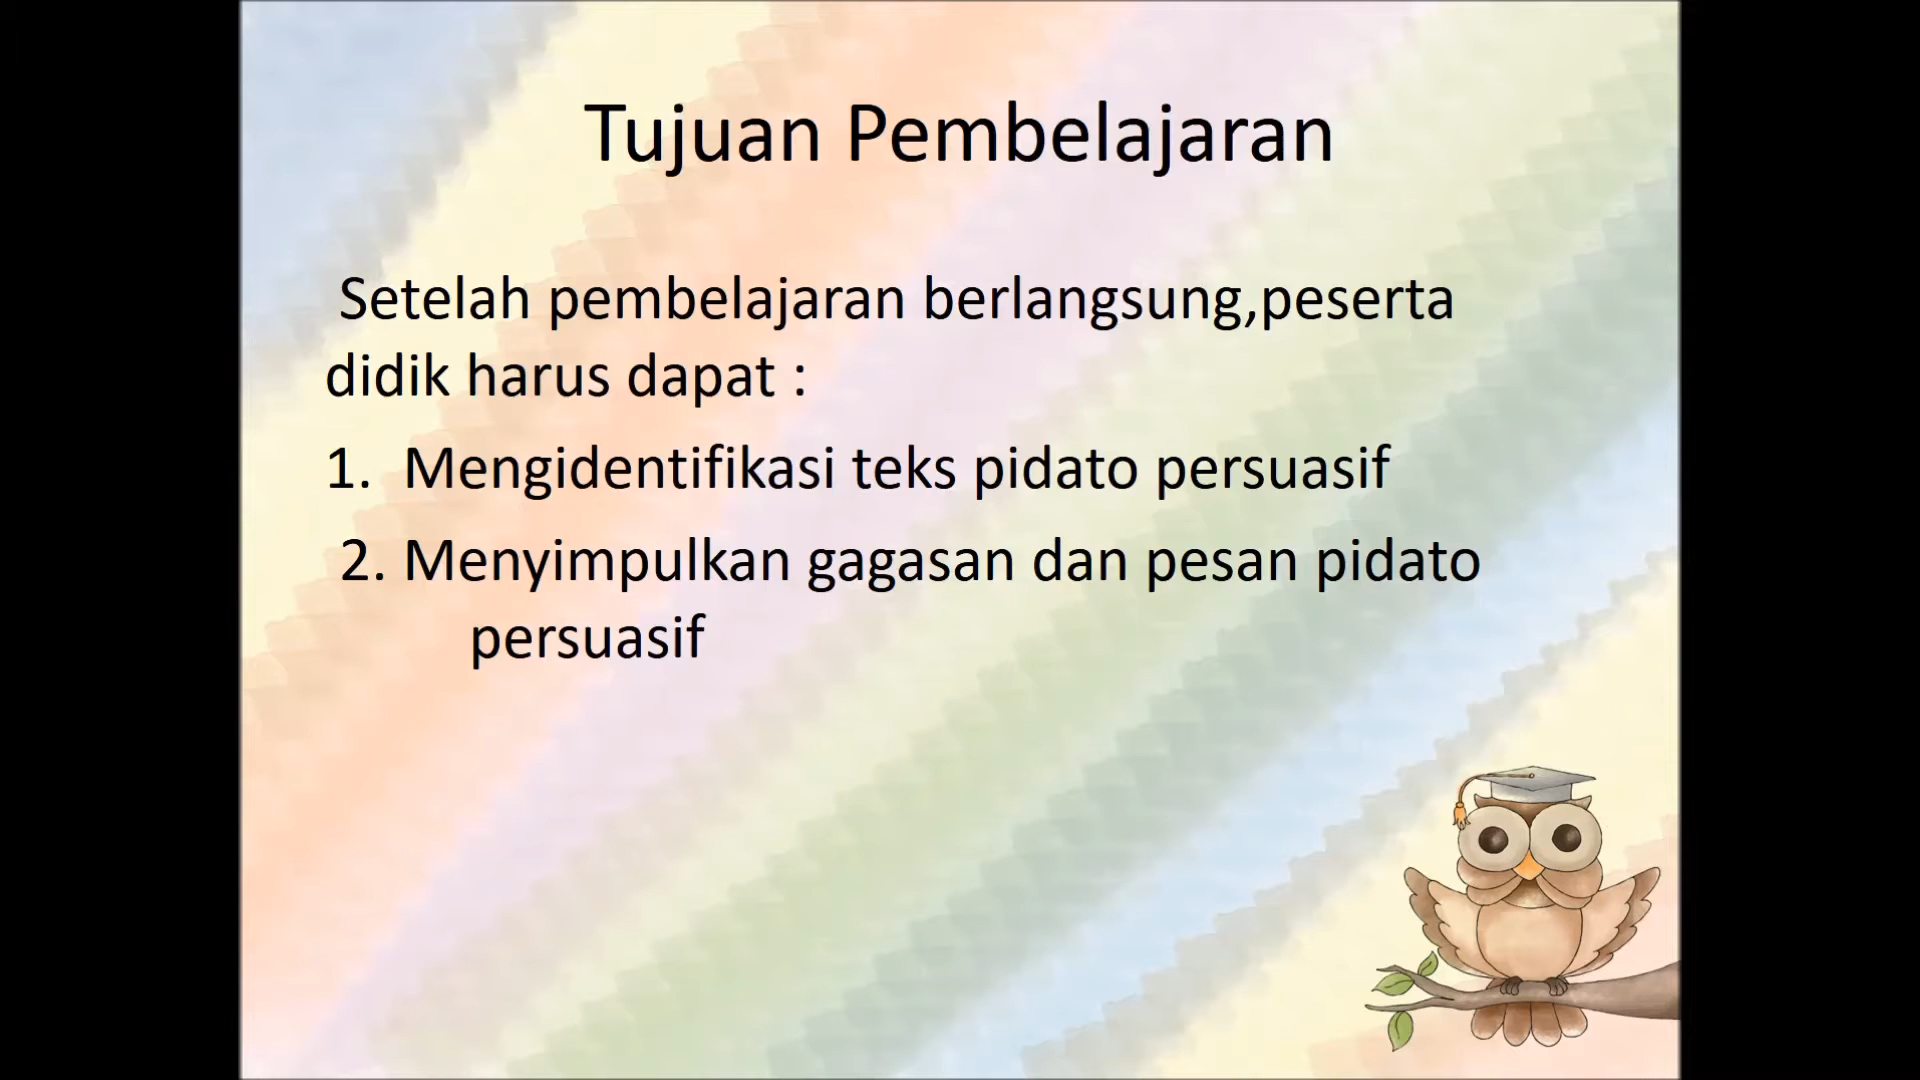 Tujuan Pembelajaran
Setelah pembelajaran berlangsung,peserta
didik harus dapat :
1. Mengidentifikasi teks pidato persuasif
2. Menyimpulkan gagasan dan pesan pidato
persuasif